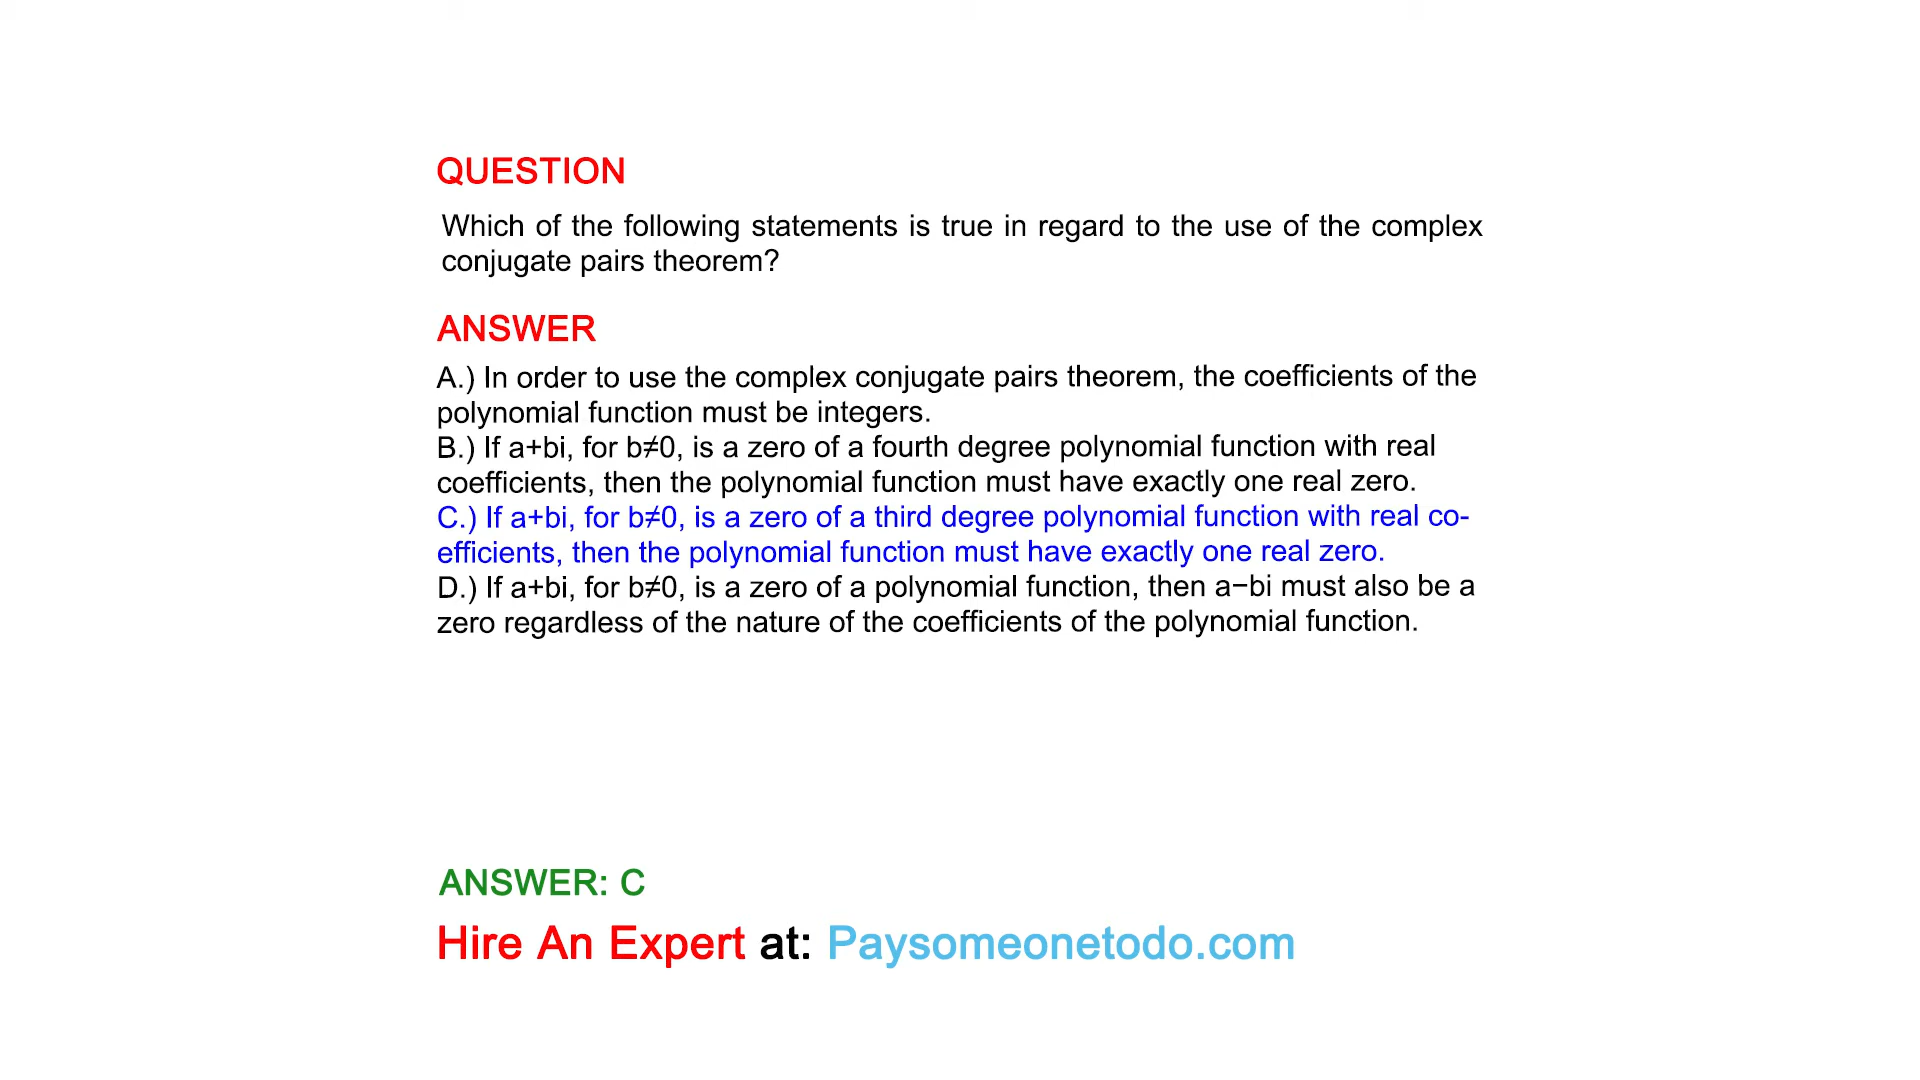 QUESTION
Which of the following statements is true in regard to the use of the complex
conjugate pairs theorem?
ANSWER
A.) In order to use the complex conjugate pairs theorem, the coefficients of the
polynomial function must be integers.
B.) If a+bi, for b≠0, is a zero of a fourth degree polynomial function with real
coefficients, then the polynomial function must have exactly one real zero.
C.) If a+bi, for b≠0, is a zero of a third degree polynomial function with real co-
efficients, then the polynomial function must have exactly one real zero.
D.) If a+bi, for b≠0, is a zero of a polynomial function, then a−bi must also be a
zero regardless of the nature of the coefficients of the polynomial function.
ANSWER: C
Hire An Expert at: Paysomeonetodo.com